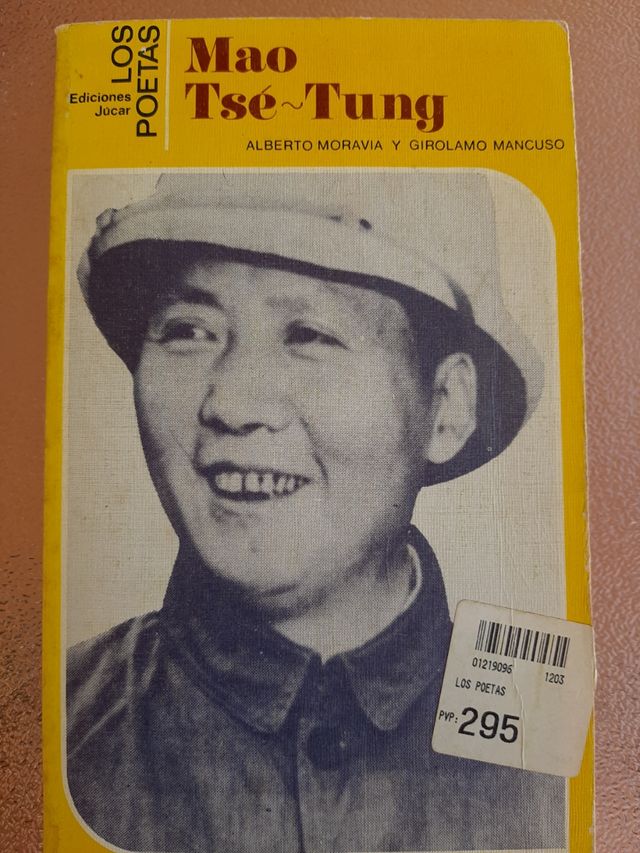 Ediciones
Júcar
LOS
POETAS
Mao
Tsé~Tung
ALBERTO MORAVIA Y GIROLAMO MANCUSO
01219096 1203
LOS POETAS
PVP: 295